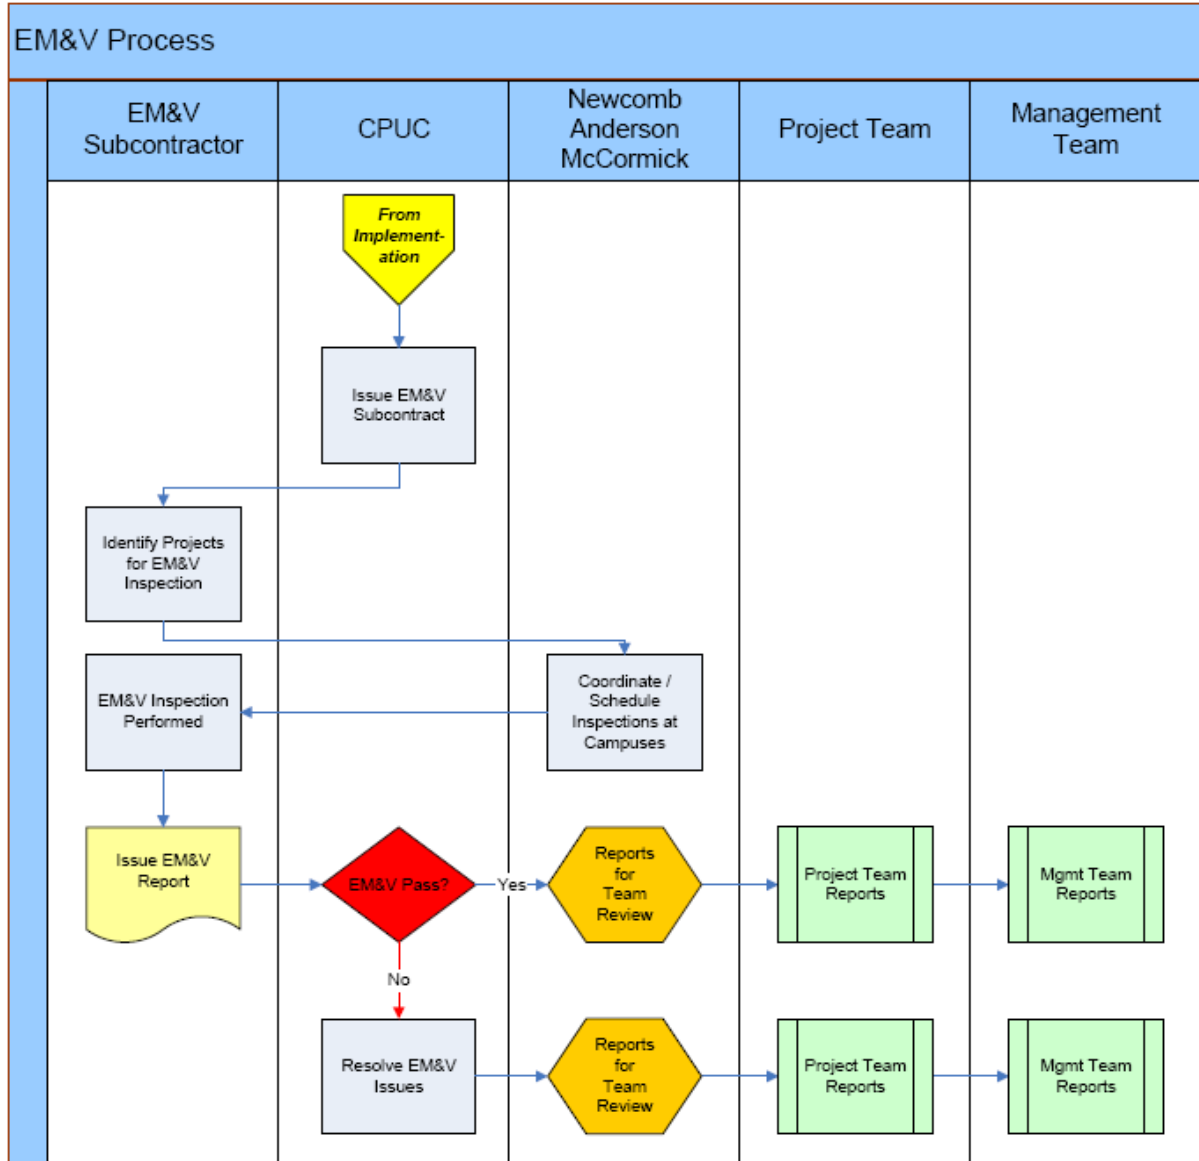 EM&V Process
EM&V
Subcontractor
CPUC
Newcomb
Anderson
McCormick
Project Team
Management
Team
From
Implement-
ation
Issue EM&V
Subcontract
Identify Projects
for EM&V
Inspection
EM&V Inspection
Performed
Coordinate /
Schedule
Inspections at
Campuses
Issue EM&V
Report
EM&V Pass?
Yes
Reports
for
Team
Review
Project Team
Reports
Mgmt Team
Reports
No
Resolve EM&V
Issues
Reports
for
Team
Review
Project Team
Reports
Mgmt Team
Reports